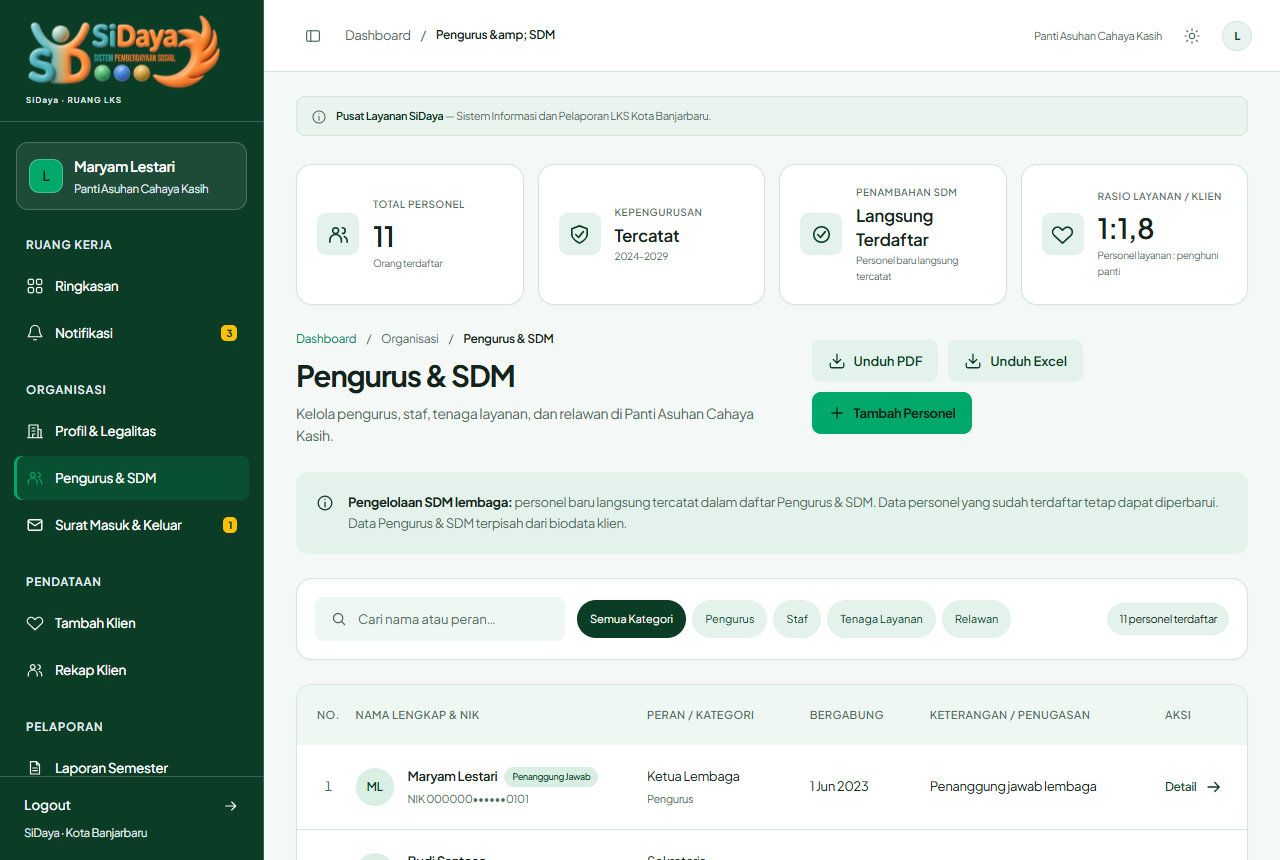 SiDaya
SISTEM PEMBERDAYAAN SOSIAL
SD
SiDaya · RUANG LKS
L
Maryam Lestari
Panti Asuhan Cahaya Kasih
RUANG KERJA
Ringkasan
Notifikasi 3
ORGANISASI
Profil & Legalitas
Pengurus & SDM
Surat Masuk & Keluar 1
PENDATAAN
Tambah Klien
Rekap Klien
PELAPORAN
Laporan Semester
Logout
SiDaya · Kota Banjarbaru
Dashboard / Pengurus &amp; SDM
Panti Asuhan Cahaya Kasih L
Pusat Layanan SiDaya — Sistem Informasi dan Pelaporan LKS Kota Banjarbaru.
TOTAL PERSONEL
11
Orang terdaftar
KEPENGURUSAN
Tercatat
2024–2029
PENAMBAHAN SDM
Langsung
Terdaftar
Personel baru langsung
tercatat
RASIO LAYANAN / KLIEN
1:1,8
Personel layanan : penghuni
panti
Dashboard / Organisasi / Pengurus & SDM
Pengurus & SDM
Kelola pengurus, staf, tenaga layanan, dan relawan di Panti Asuhan Cahaya
Kasih.
Unduh PDF
Unduh Excel
Tambah Personel
Pengelolaan SDM lembaga: personel baru langsung tercatat dalam daftar Pengurus & SDM. Data personel yang sudah terdaftar tetap dapat diperbarui.
Data Pengurus & SDM terpisah dari biodata klien.
Cari nama atau peran...
Semua Kategori
Pengurus
Staf
Tenaga Layanan
Relawan
11 personel terdaftar
NO. NAMA LENGKAP & NIK PERAN / KATEGORI BERGABUNG KETERANGAN / PENUGASAN AKSI
1 ML Maryam Lestari Penanggung Jawab Ketua Lembaga 1 Jun 2023 Penanggung jawab lembaga Detail
NIK 000000••••••0101 Pengurus
Budi Santoso Sekretaris